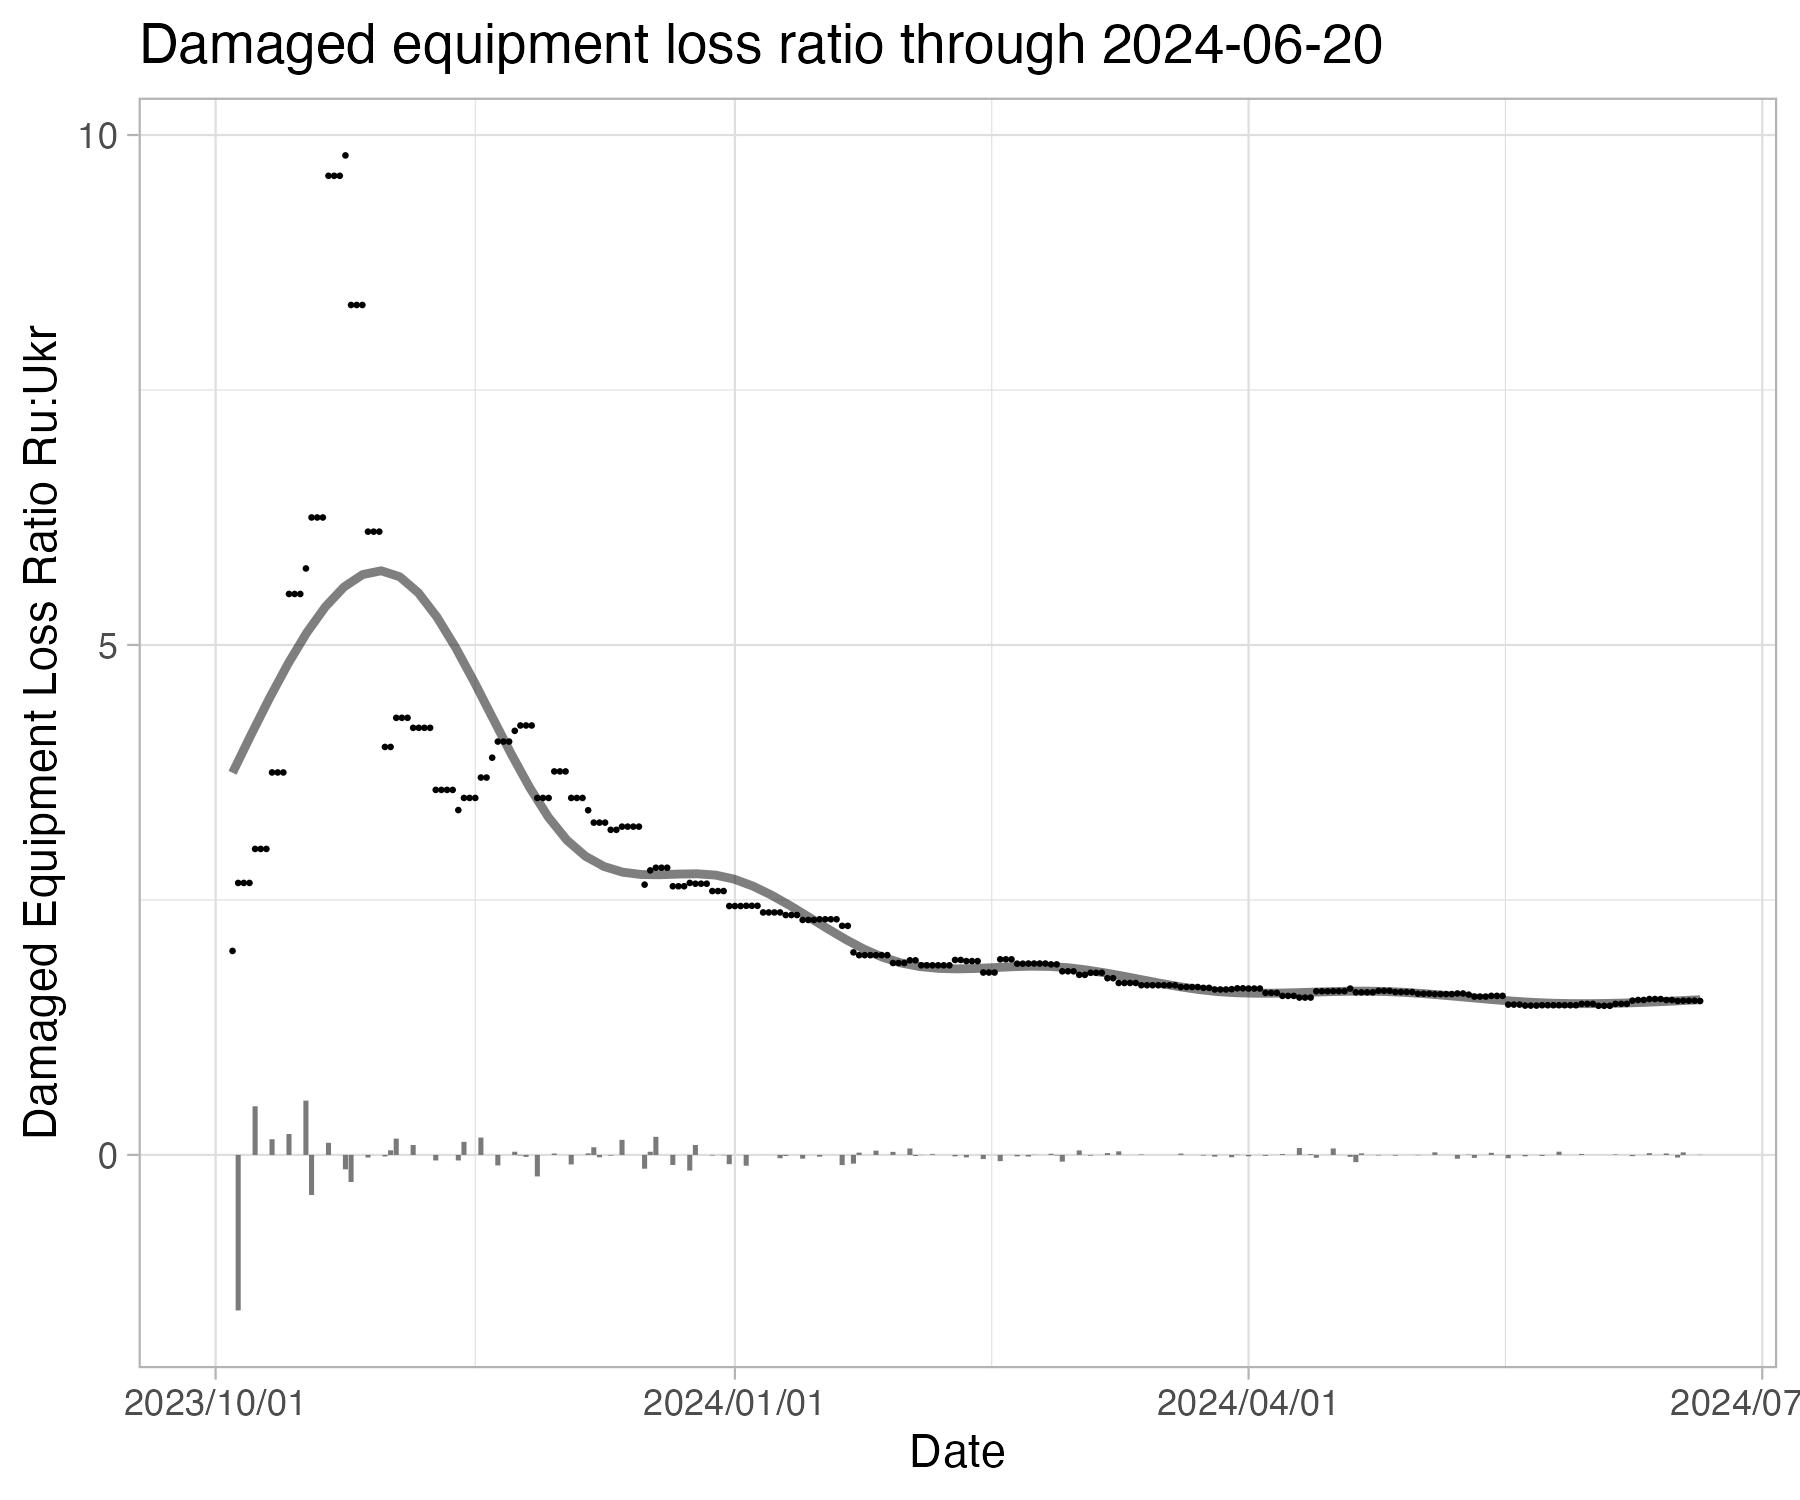 Damaged equipment loss ratio through 2024-06-20
Damaged Equipment Loss Ratio Ru:Ukr
10
5
0
2023/10/01
2024/01/01
2024/04/01
2024/07
Date